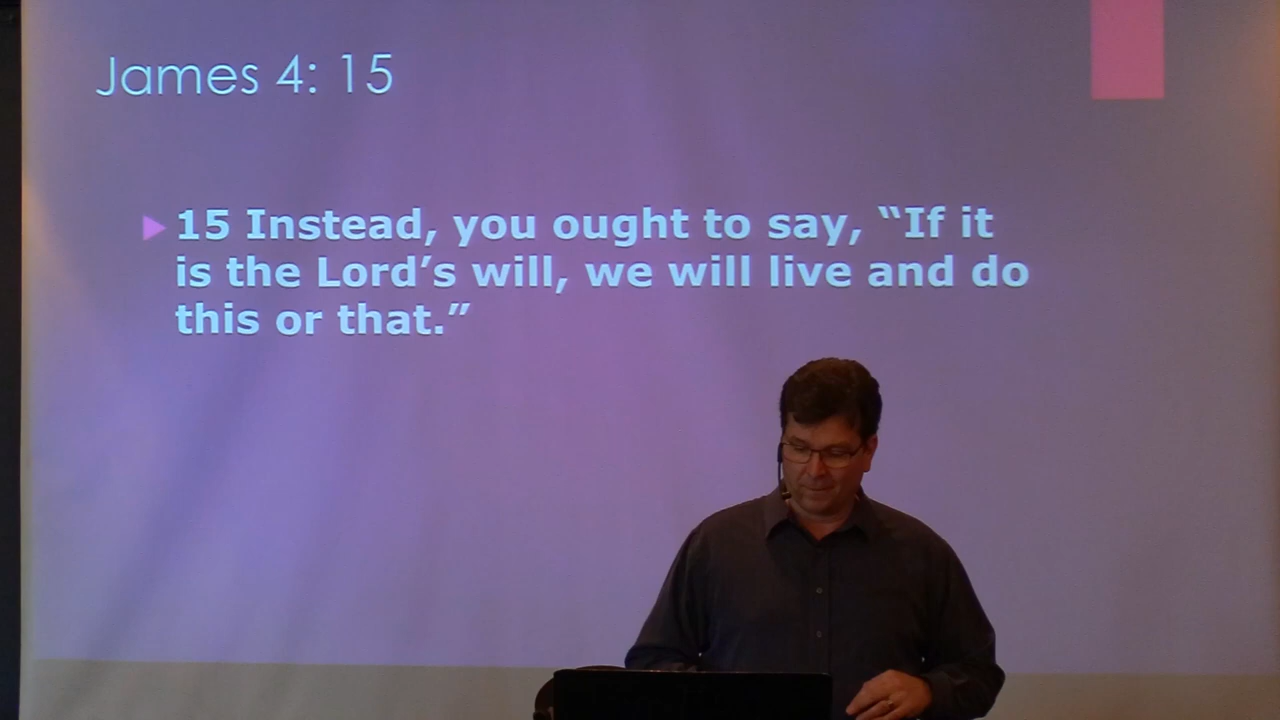 James 4: 15
15 Instead, you ought to say, “If it
is the Lord’s will, we will live and do
this or that.”